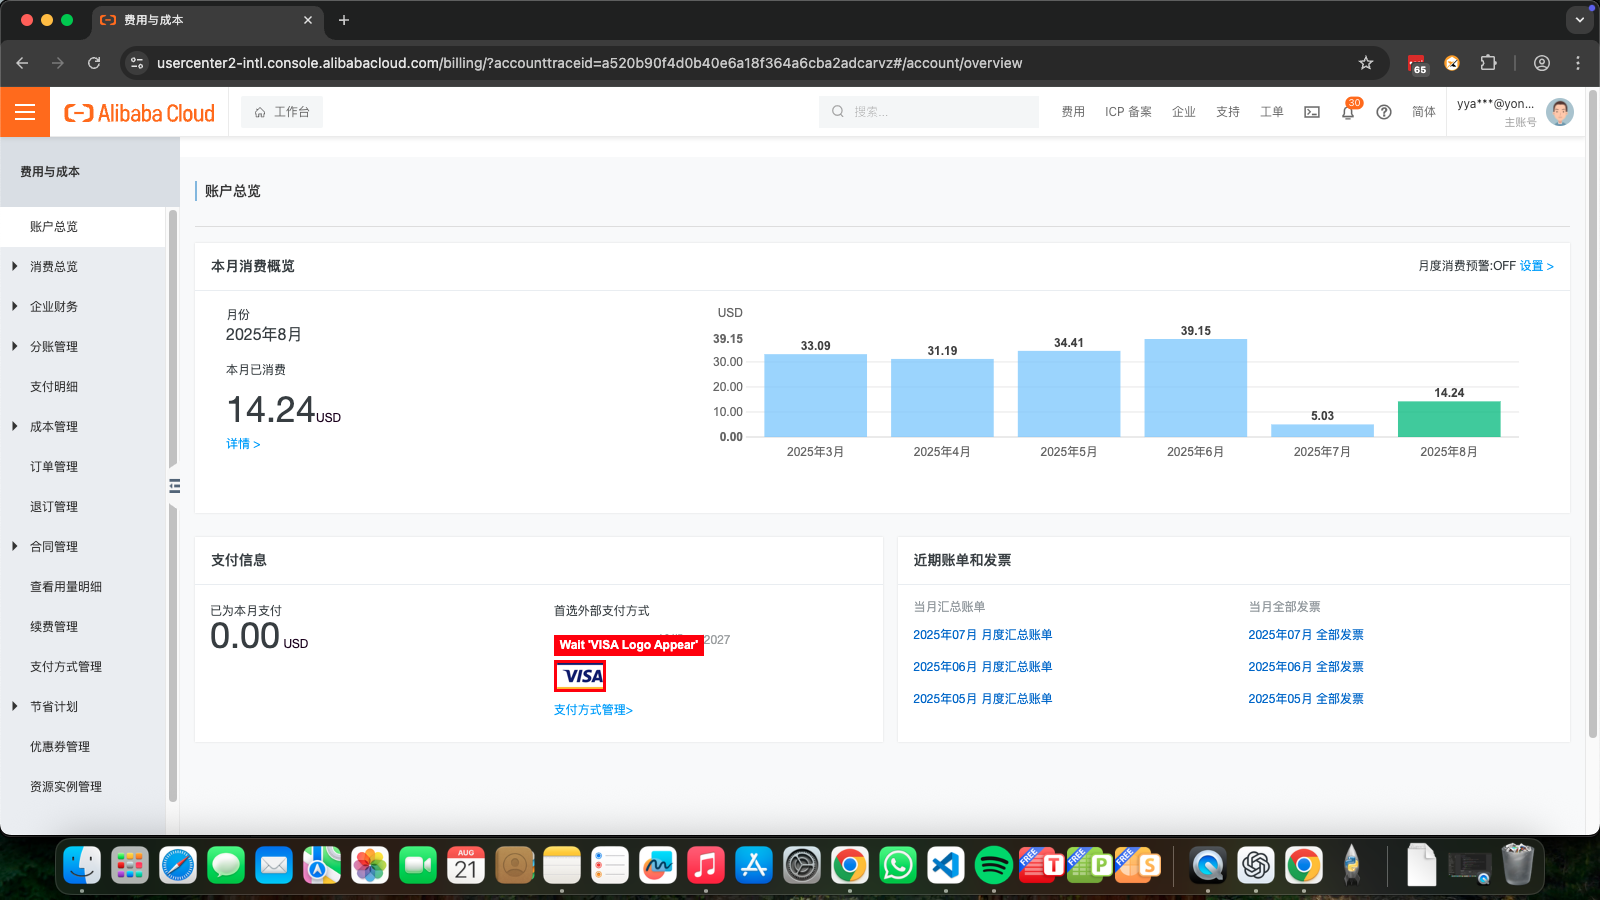 费用与成本
usercenter2-intl.console.alibabacloud.com/billing/?accounttraceid=a520b90f4d0b40e6a18f364a6cba2adcarvz#/account/overview
65
Alibaba Cloud
工作台
搜索...
费用
ICP 备案
企业
支持
工单
30
简体
yya***@yon...
主账号
费用与成本
账户总览
消费总览
企业财务
分账管理
支付明细
成本管理
订单管理
退订管理
合同管理
查看用量明细
续费管理
支付方式管理
节省计划
优惠券管理
资源实例管理
账户总览
本月消费概览
月度消费预警:OFF 设置 >
月份
2025年8月
本月已消费
14.24USD
详情 >
USD
39.15
30.00
20.00
10.00
0.00
33.09
31.19
34.41
39.15
5.03
14.24
2025年3月
2025年4月
2025年5月
2025年6月
2025年7月
2025年8月
支付信息
已为本月支付
0.00 USD
首选外部支付方式
2027
Wait 'VISA Logo Appear'
VISA
支付方式管理>
近期账单和发票
当月汇总账单
2025年07月 月度汇总账单
2025年06月 月度汇总账单
2025年05月 月度汇总账单
当月全部发票
2025年07月 全部发票
2025年06月 全部发票
2025年05月 全部发票
AUG
21
FREE
T
FREE
P
FREE
S